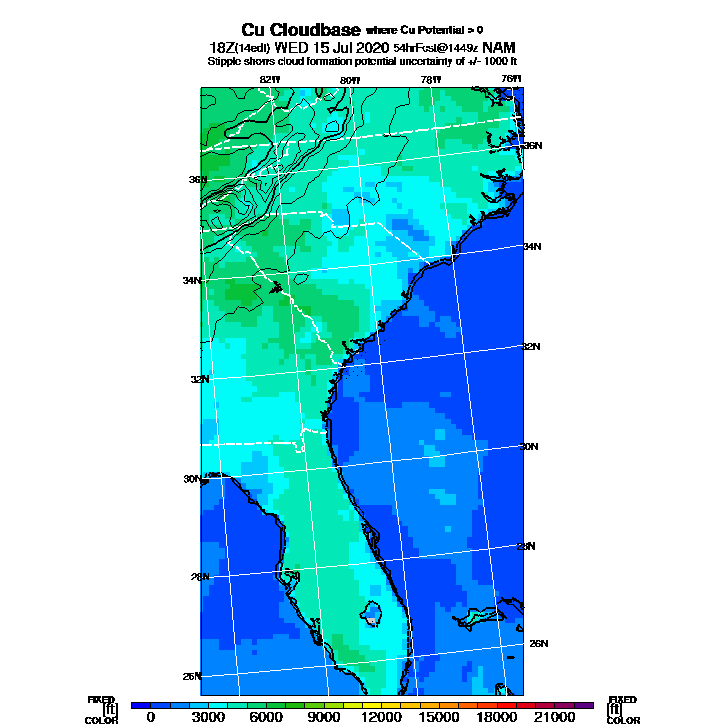 Cu Cloudbase where Cu Potential > 0
18Z(14edt) WED 15 Jul 2020 54hrFcst@1449z NAM
Stipple shows cloud formation potential uncertainty of +/- 1000 ft
82W 80W 78W 76W
36N
36N
34N
34N
32N
32N
30N
30N
28N
28N
26N
26N
FIXED [ft] COLOR
0 3000 6000 9000 12000 15000 18000 21000
FIXED [ft] COLOR